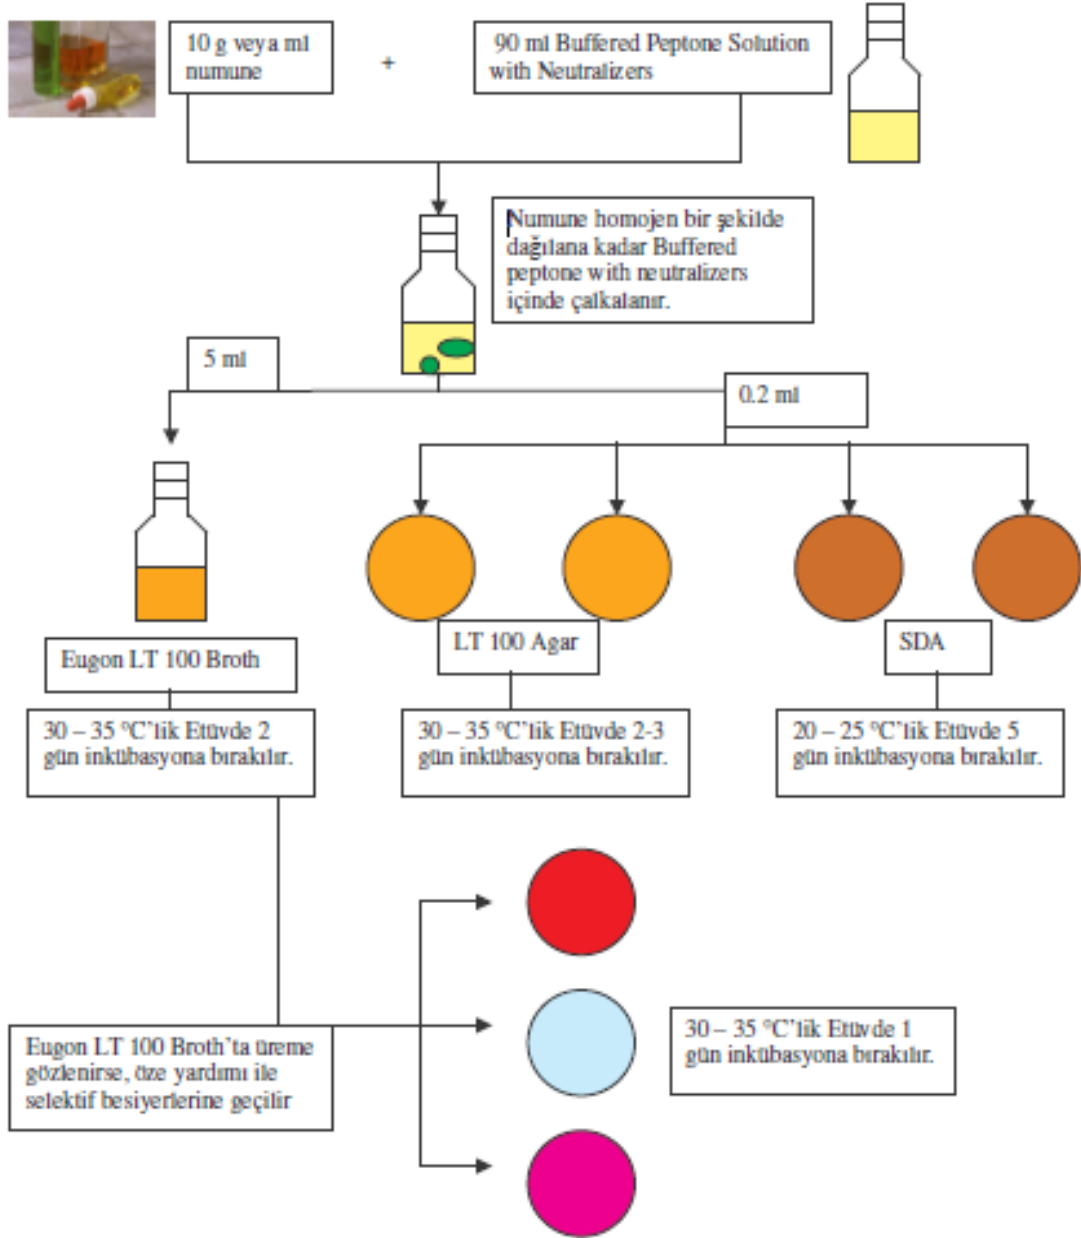 10 g veya ml
numune
+
90 ml Buffered Peptone Solution
with Neutralizers
Numune homojen bir şekilde
dağılana kadar Buffered
peptone with neutralizers
içinde çalkalanır.
5 ml
0.2 ml
Eugon LT 100 Broth
LT 100 Agar
SDA
30 – 35 °C'lik Etüvde 2
gün inkübasyona bırakılır.
30 – 35 °C'lik Etüvde 2-3
gün inkübasyona bırakılır.
20 – 25 °C'lik Etüvde 5
gün inkübasyona bırakılır.
Eugon LT 100 Broth'ta üreme
gözlenirse, öze yardımı ile
selektif besiyerlerine geçilir
30 – 35 °C'lik Etüvde 1
gün inkübasyona bırakılır.